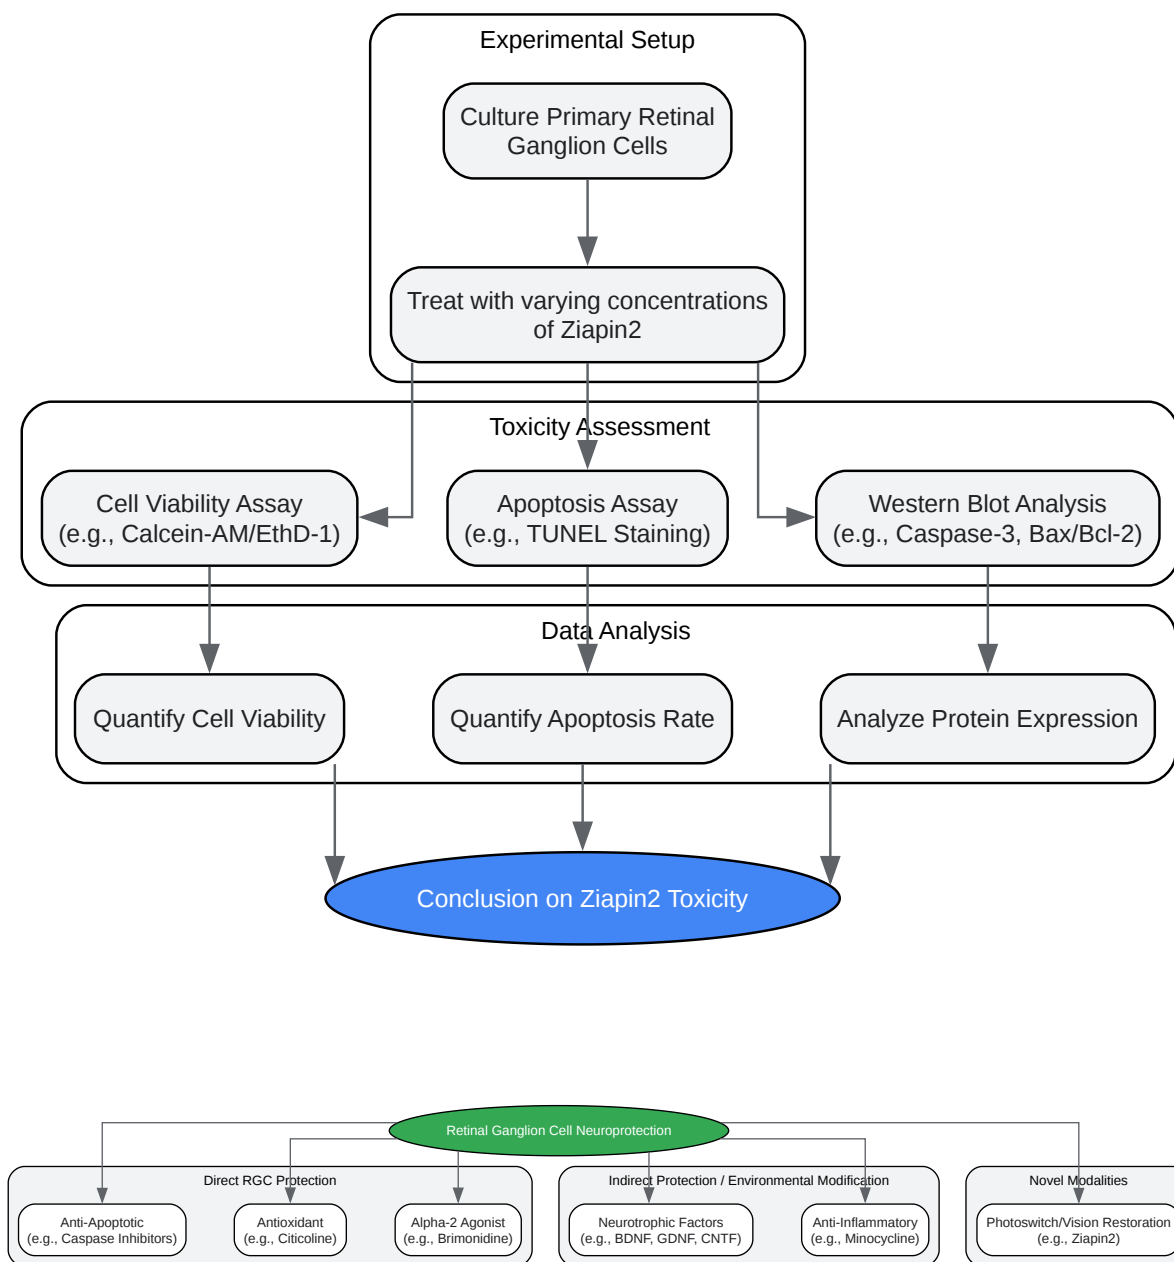 Experimental Setup
Culture Primary Retinal
Ganglion Cells
Treat with varying concentrations
of Ziapin2
Toxicity Assessment
Cell Viability Assay
(e.g., Calcein-AM/EthD-1)
Apoptosis Assay
(e.g., TUNEL Staining)
Western Blot Analysis
(e.g., Caspase-3, Bax/Bcl-2)
Data Analysis
Quantify Cell Viability
Quantify Apoptosis Rate
Analyze Protein Expression
Conclusion on Ziapin2 Toxicity
Retinal Ganglion Cell Neuroprotection
Direct RGC Protection
Anti-Apoptotic
(e.g., Caspase Inhibitors)
Antioxidant
(e.g., Citicoline)
Alpha-2 Agonist
(e.g., Brimonidine)
Indirect Protection / Environmental Modification
Neurotrophic Factors
(e.g., BDNF, GDNF, CNTF)
Anti-Inflammatory
(e.g., Minocycline)
Novel Modalities
Photoswitch/Vision Restoration
(e.g., Ziapin2)